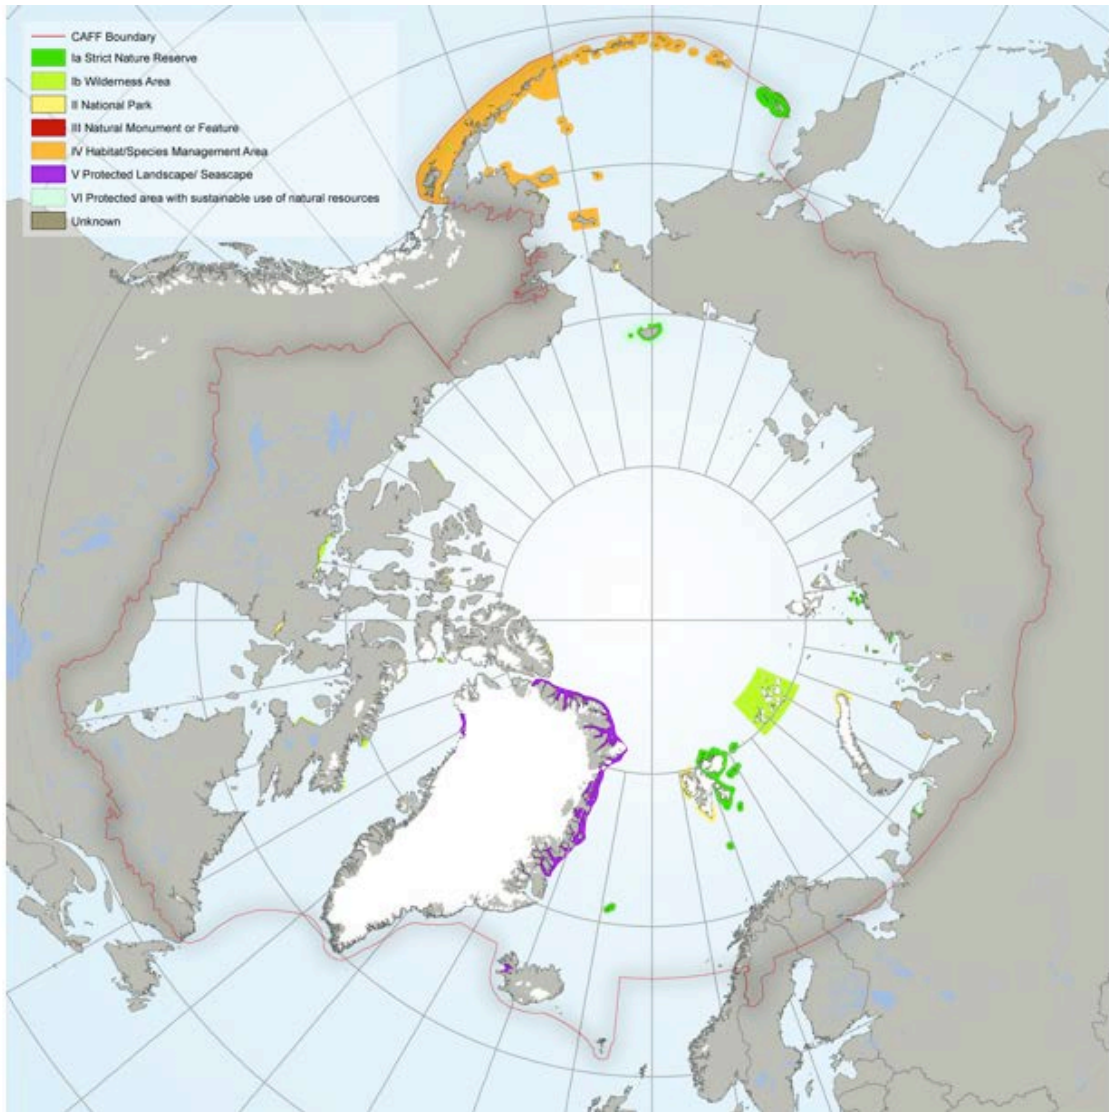 CAFF Boundary
Ia Strict Nature Reserve
Ib Wilderness Area
II National Park
III Natural Monument or Feature
IV Habitat/Species Management Area
V Protected Landscape/ Seascape
VI Protected area with sustainable use of natural resources
Unknown